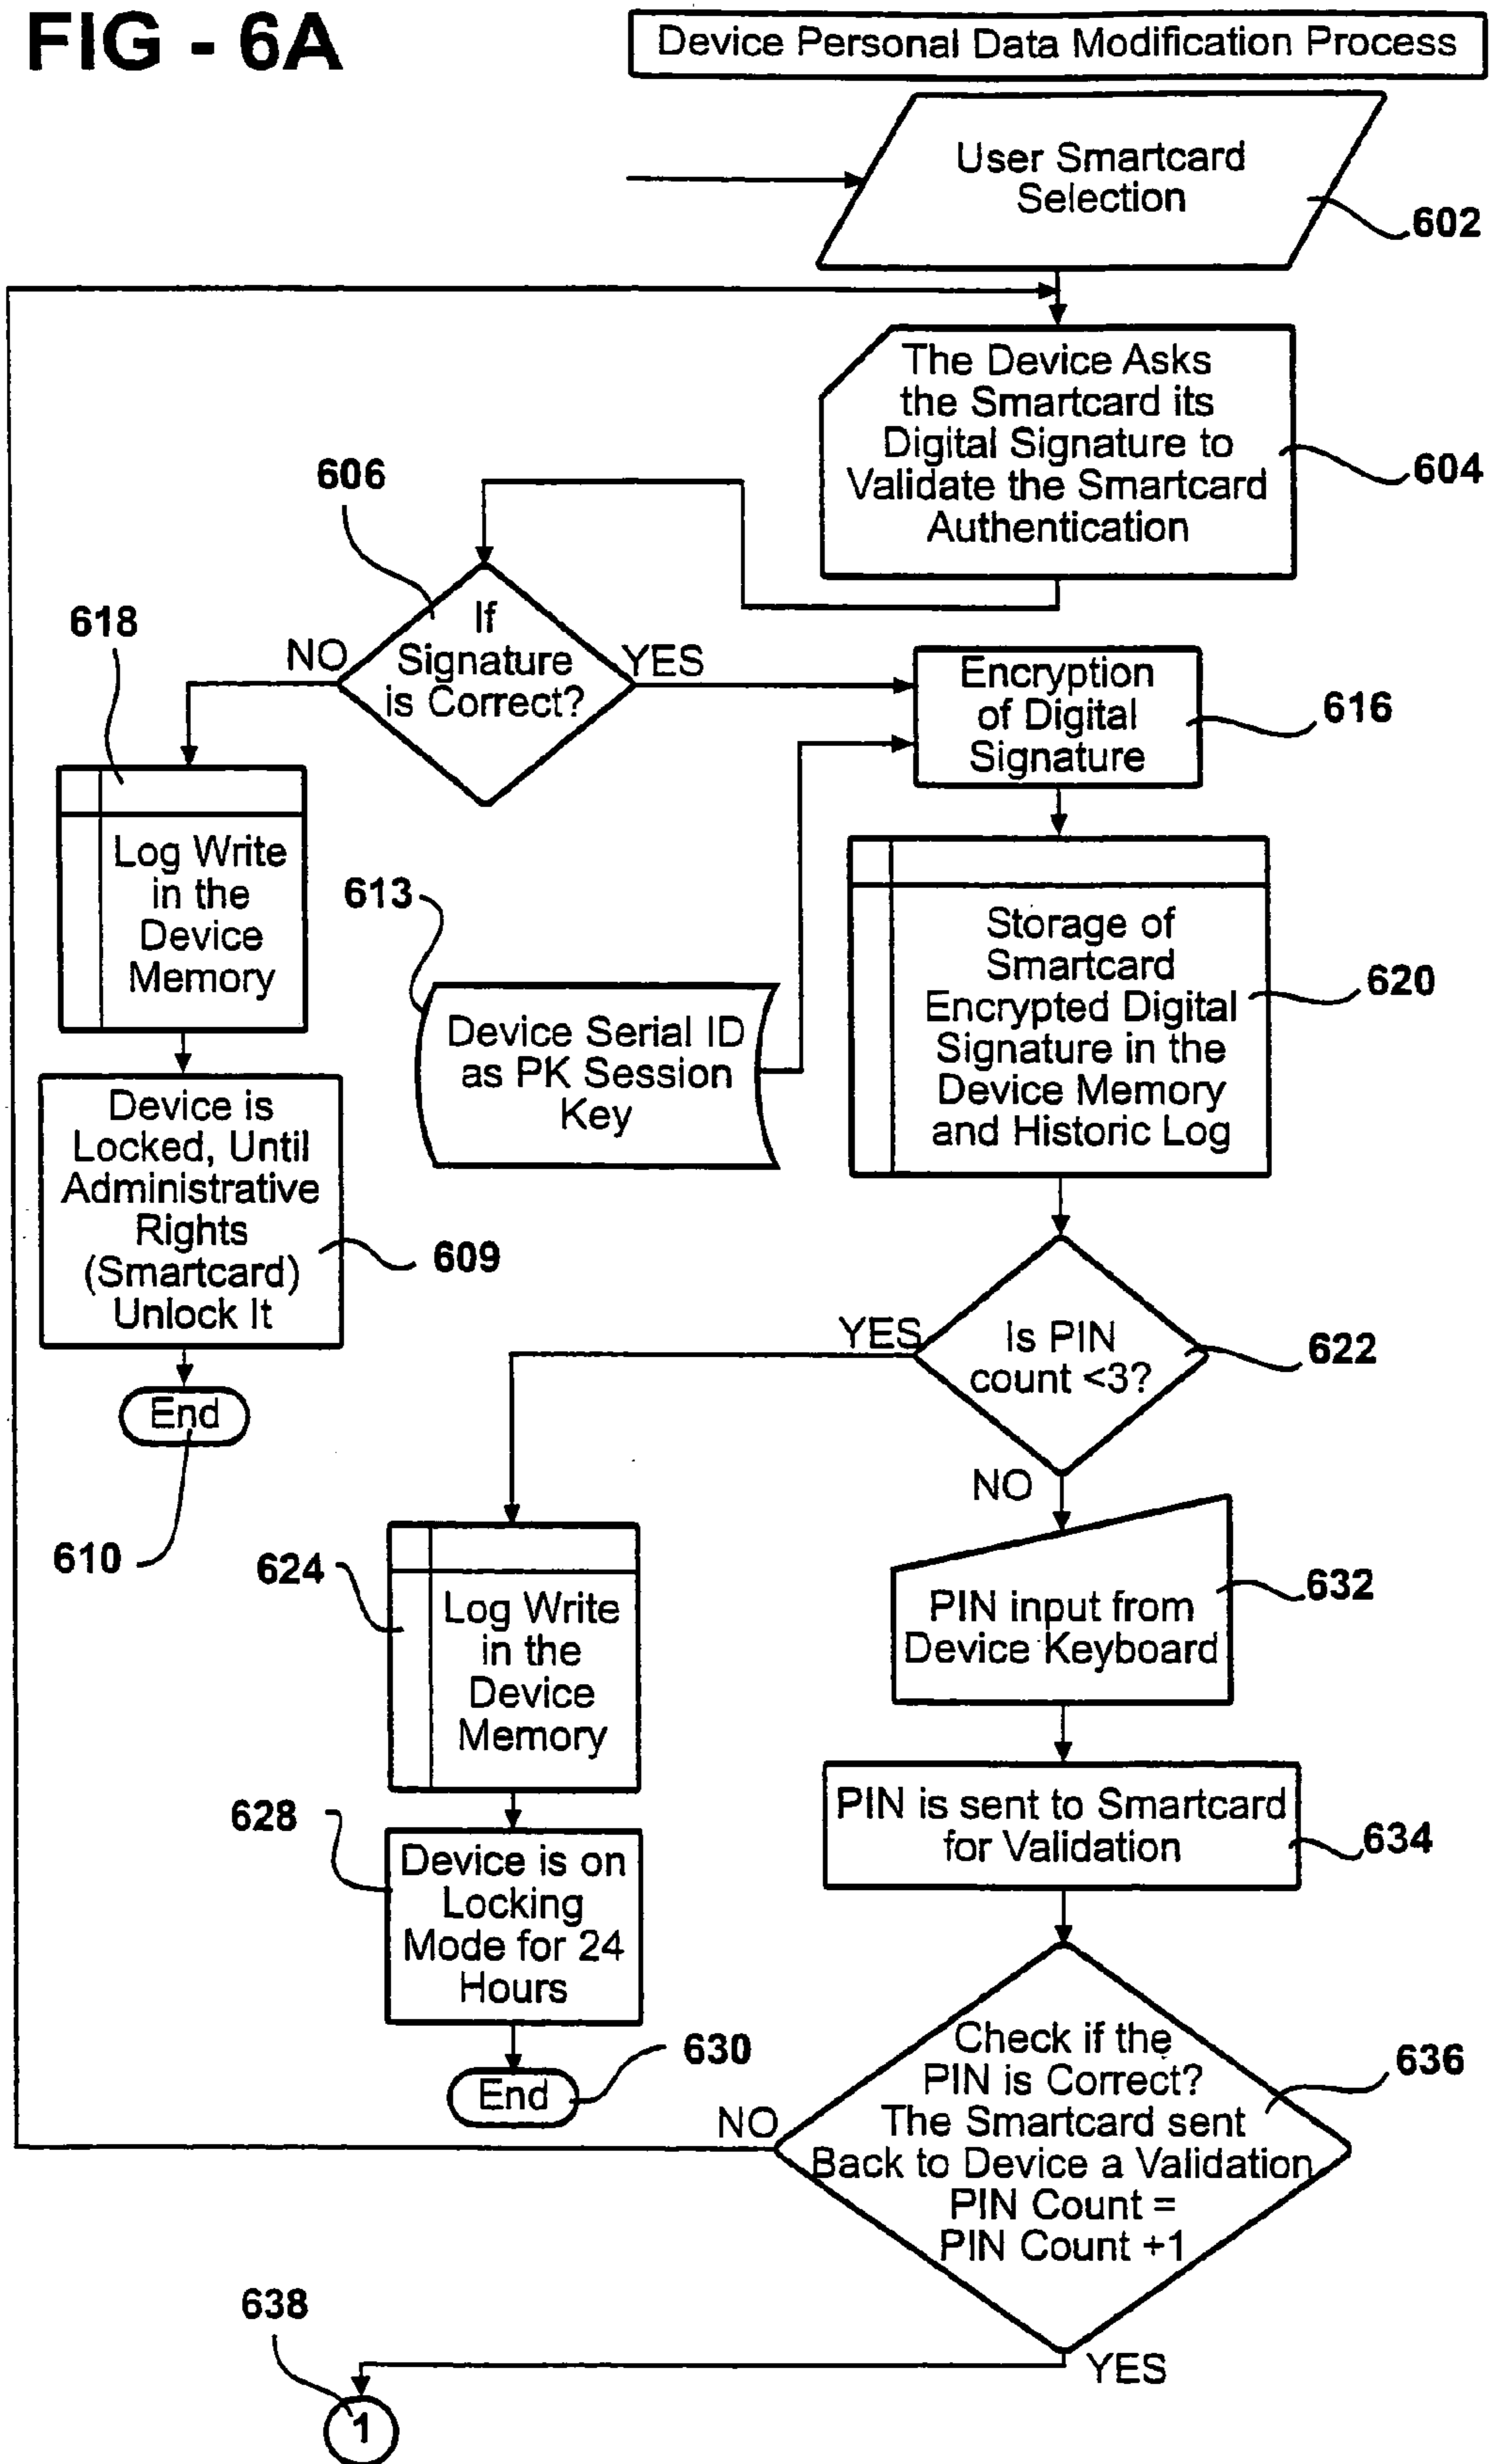 FIG - 6A
Device Personal Data Modification Process
User Smartcard
Selection
602
The Device Asks
the Smartcard its
Digital Signature to
Validate the Smartcard
Authentication
604
606
If
Signature
is Correct?
NO
YES
618
Log Write
in the
Device
Memory
Encryption
of Digital
Signature
616
613
Device Serial ID
as PK Session
Key
Storage of
Smartcard
Encrypted Digital
Signature in the
Device Memory
and Historic Log
620
Device is
Locked, Until
Administrative
Rights
(Smartcard)
Unlock It
609
End
610
YES
Is PIN
count <3?
622
NO
624
Log Write
in the
Device
Memory
PIN input from
Device Keyboard
632
628
Device is on
Locking
Mode for 24
Hours
PIN is sent to Smartcard
for Validation
634
End
630
NO
Check if the
PIN is Correct?
The Smartcard sent
Back to Device a Validation
PIN Count =
PIN Count +1
636
YES
638
1